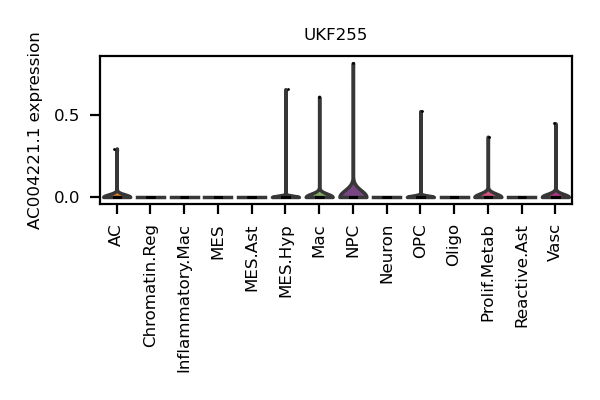 UKF255
AC004221.1 expression
0.5
0.0
AC
Chromatin.Reg
Inflammatory.Mac
MES
MES.Ast
MES.Hyp
Mac
NPC
Neuron
OPC
Oligo
Prolif.Metab
Reactive.Ast
Vasc